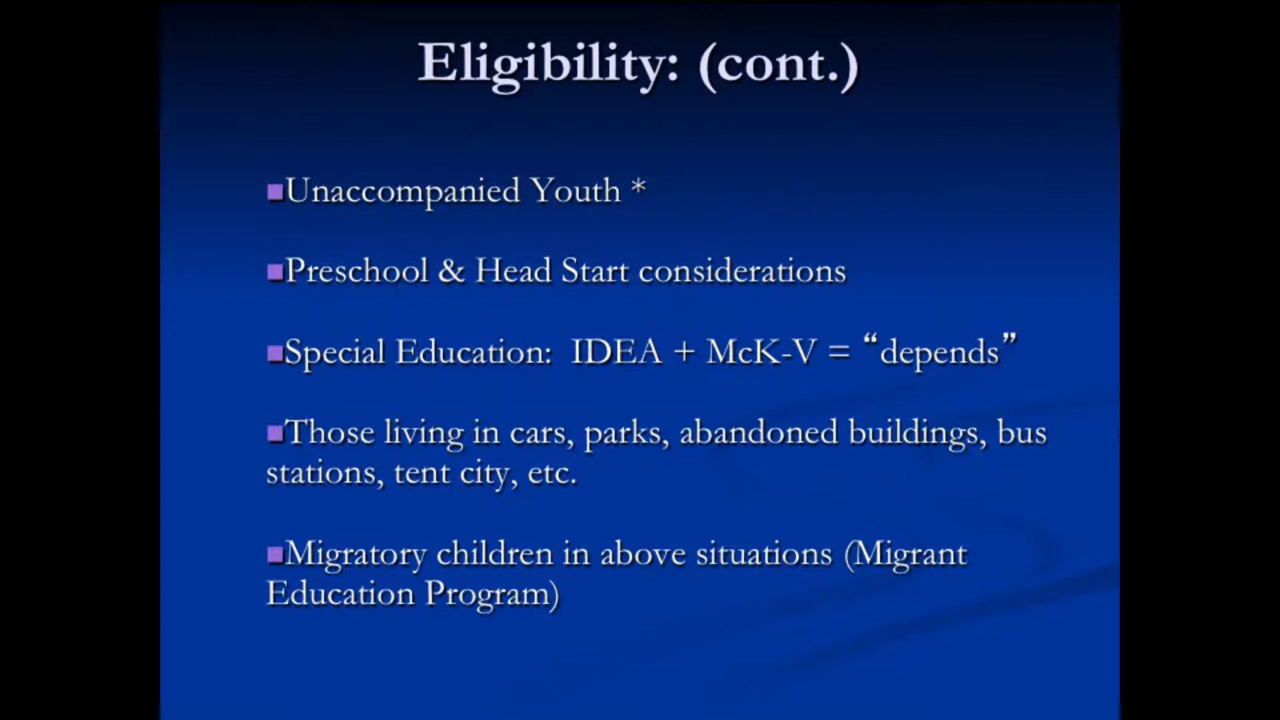 Eligibility: (cont.)
■Unaccompanied Youth *
■Preschool & Head Start considerations
■Special Education:  IDEA + McK-V = “depends”
■Those living in cars, parks, abandoned buildings, bus
stations, tent city, etc.
■Migratory children in above situations (Migrant
Education Program)